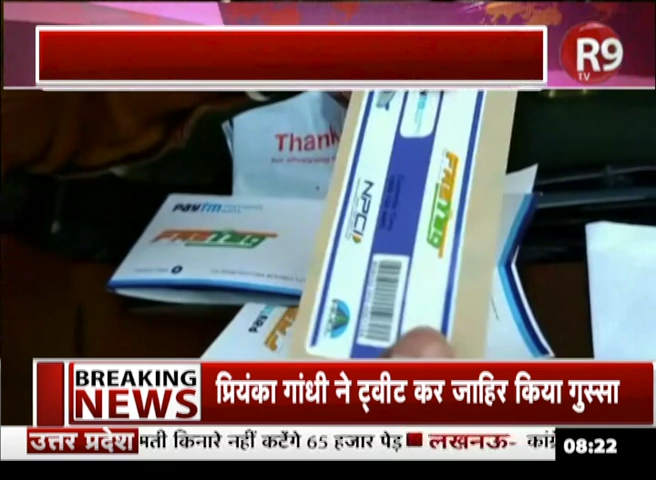 R9
TV
Thank
paytm
FASTag
NPCI
FASTag
BREAKING
NEWS
प्रियंका गांधी ने ट्वीट कर जाहिर किया गुस्सा
उत्तर प्रदेश मती किनारे नहीं कटेंगे 65 हजार पेड़ लखनऊ- कांग्रे 08:22